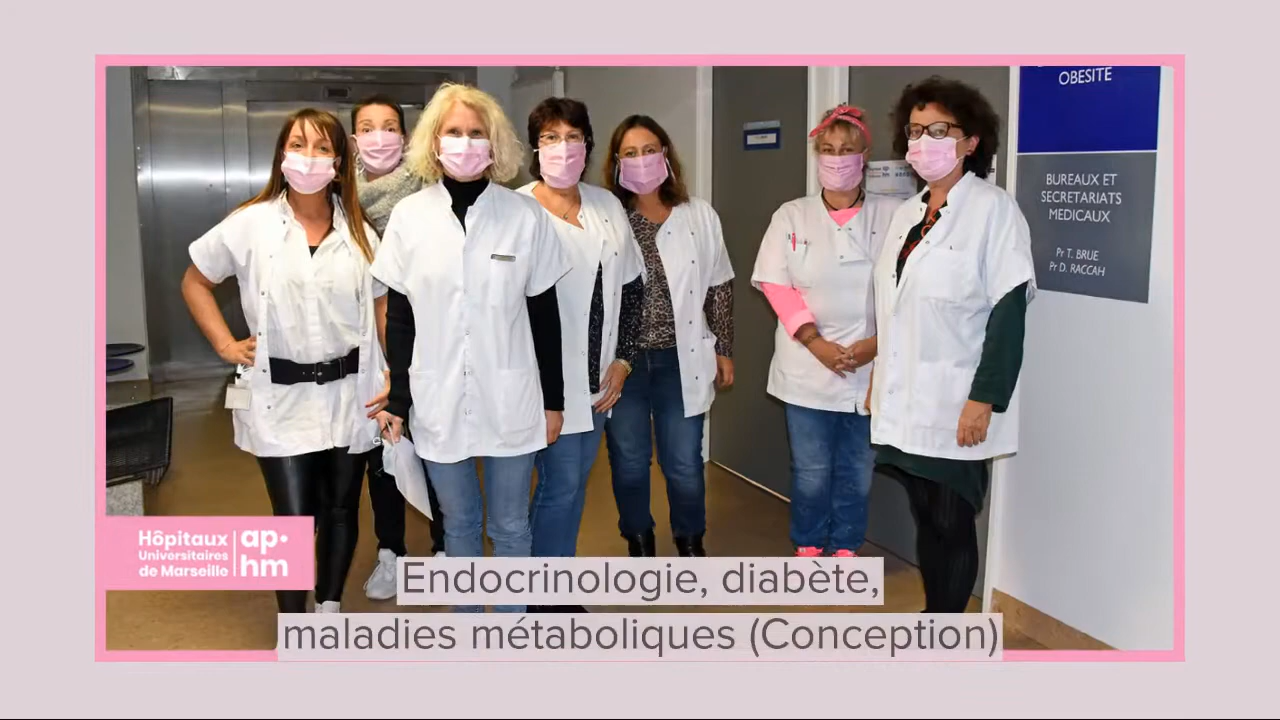 OBESITE
BUREAUX ET
SECRETARIATS
MEDICAUX
Pr T. BRUE
Pr D. RACCAH
Hôpitaux
Universitaires
de Marseille
ap•
hm
Endocrinologie, diabète,
maladies métaboliques (Conception)